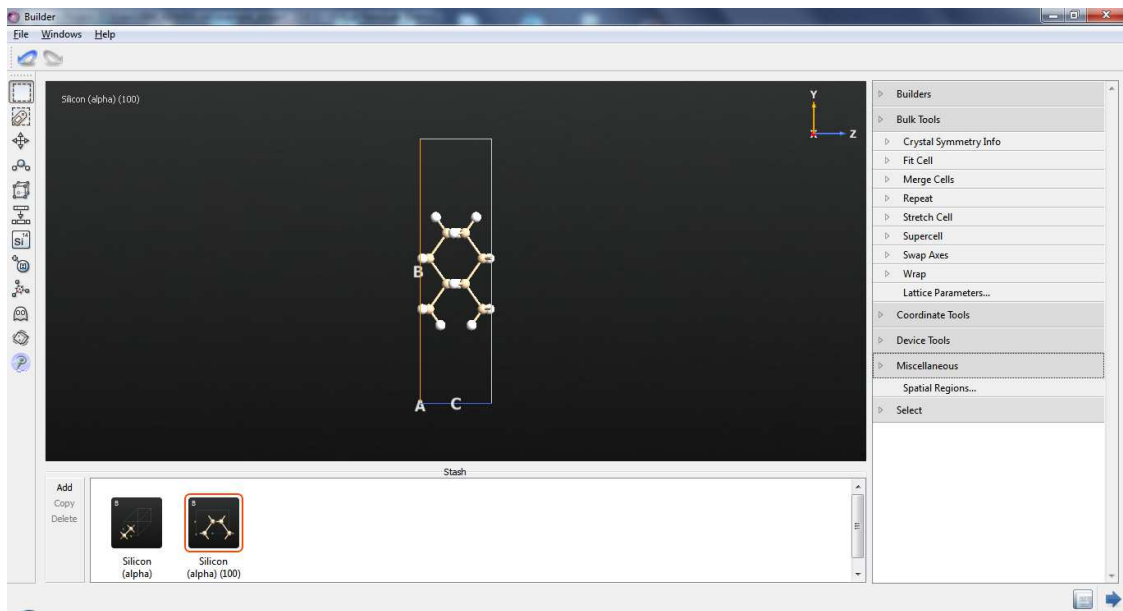 Builder
File Windows Help
Silicon (alpha) (100)
Y
X Z
B
A C
Si 14
Builders
Bulk Tools
Crystal Symmetry Info
Fit Cell
Merge Cells
Repeat
Stretch Cell
Supercell
Swap Axes
Wrap
Lattice Parameters...
Coordinate Tools
Device Tools
Miscellaneous
Spatial Regions...
Select
Stash
Add
Copy
Delete
B
B
Silicon
(alpha)
Silicon
(alpha) (100)